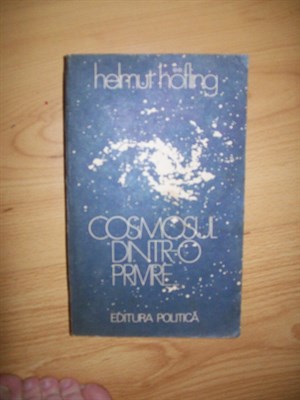 helmut höfling
COSMOSUL
DINTR-O
PRIVIRE
EDITURA POLITICĂ